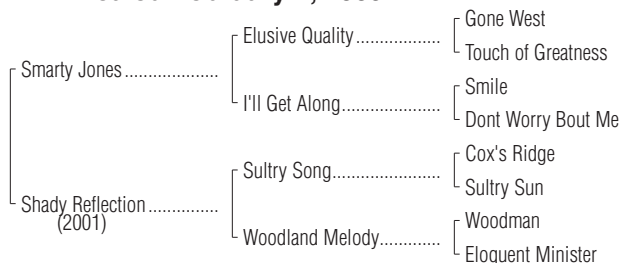 Elusive Quality
Gone West
Touch of Greatness
Smarty Jones
I'll Get Along
Smile
Dont Worry Bout Me
Sultry Song
Cox's Ridge
Sultry Sun
Shady Reflection
(2001)
Woodland Melody
Woodman
Eloquent Minister